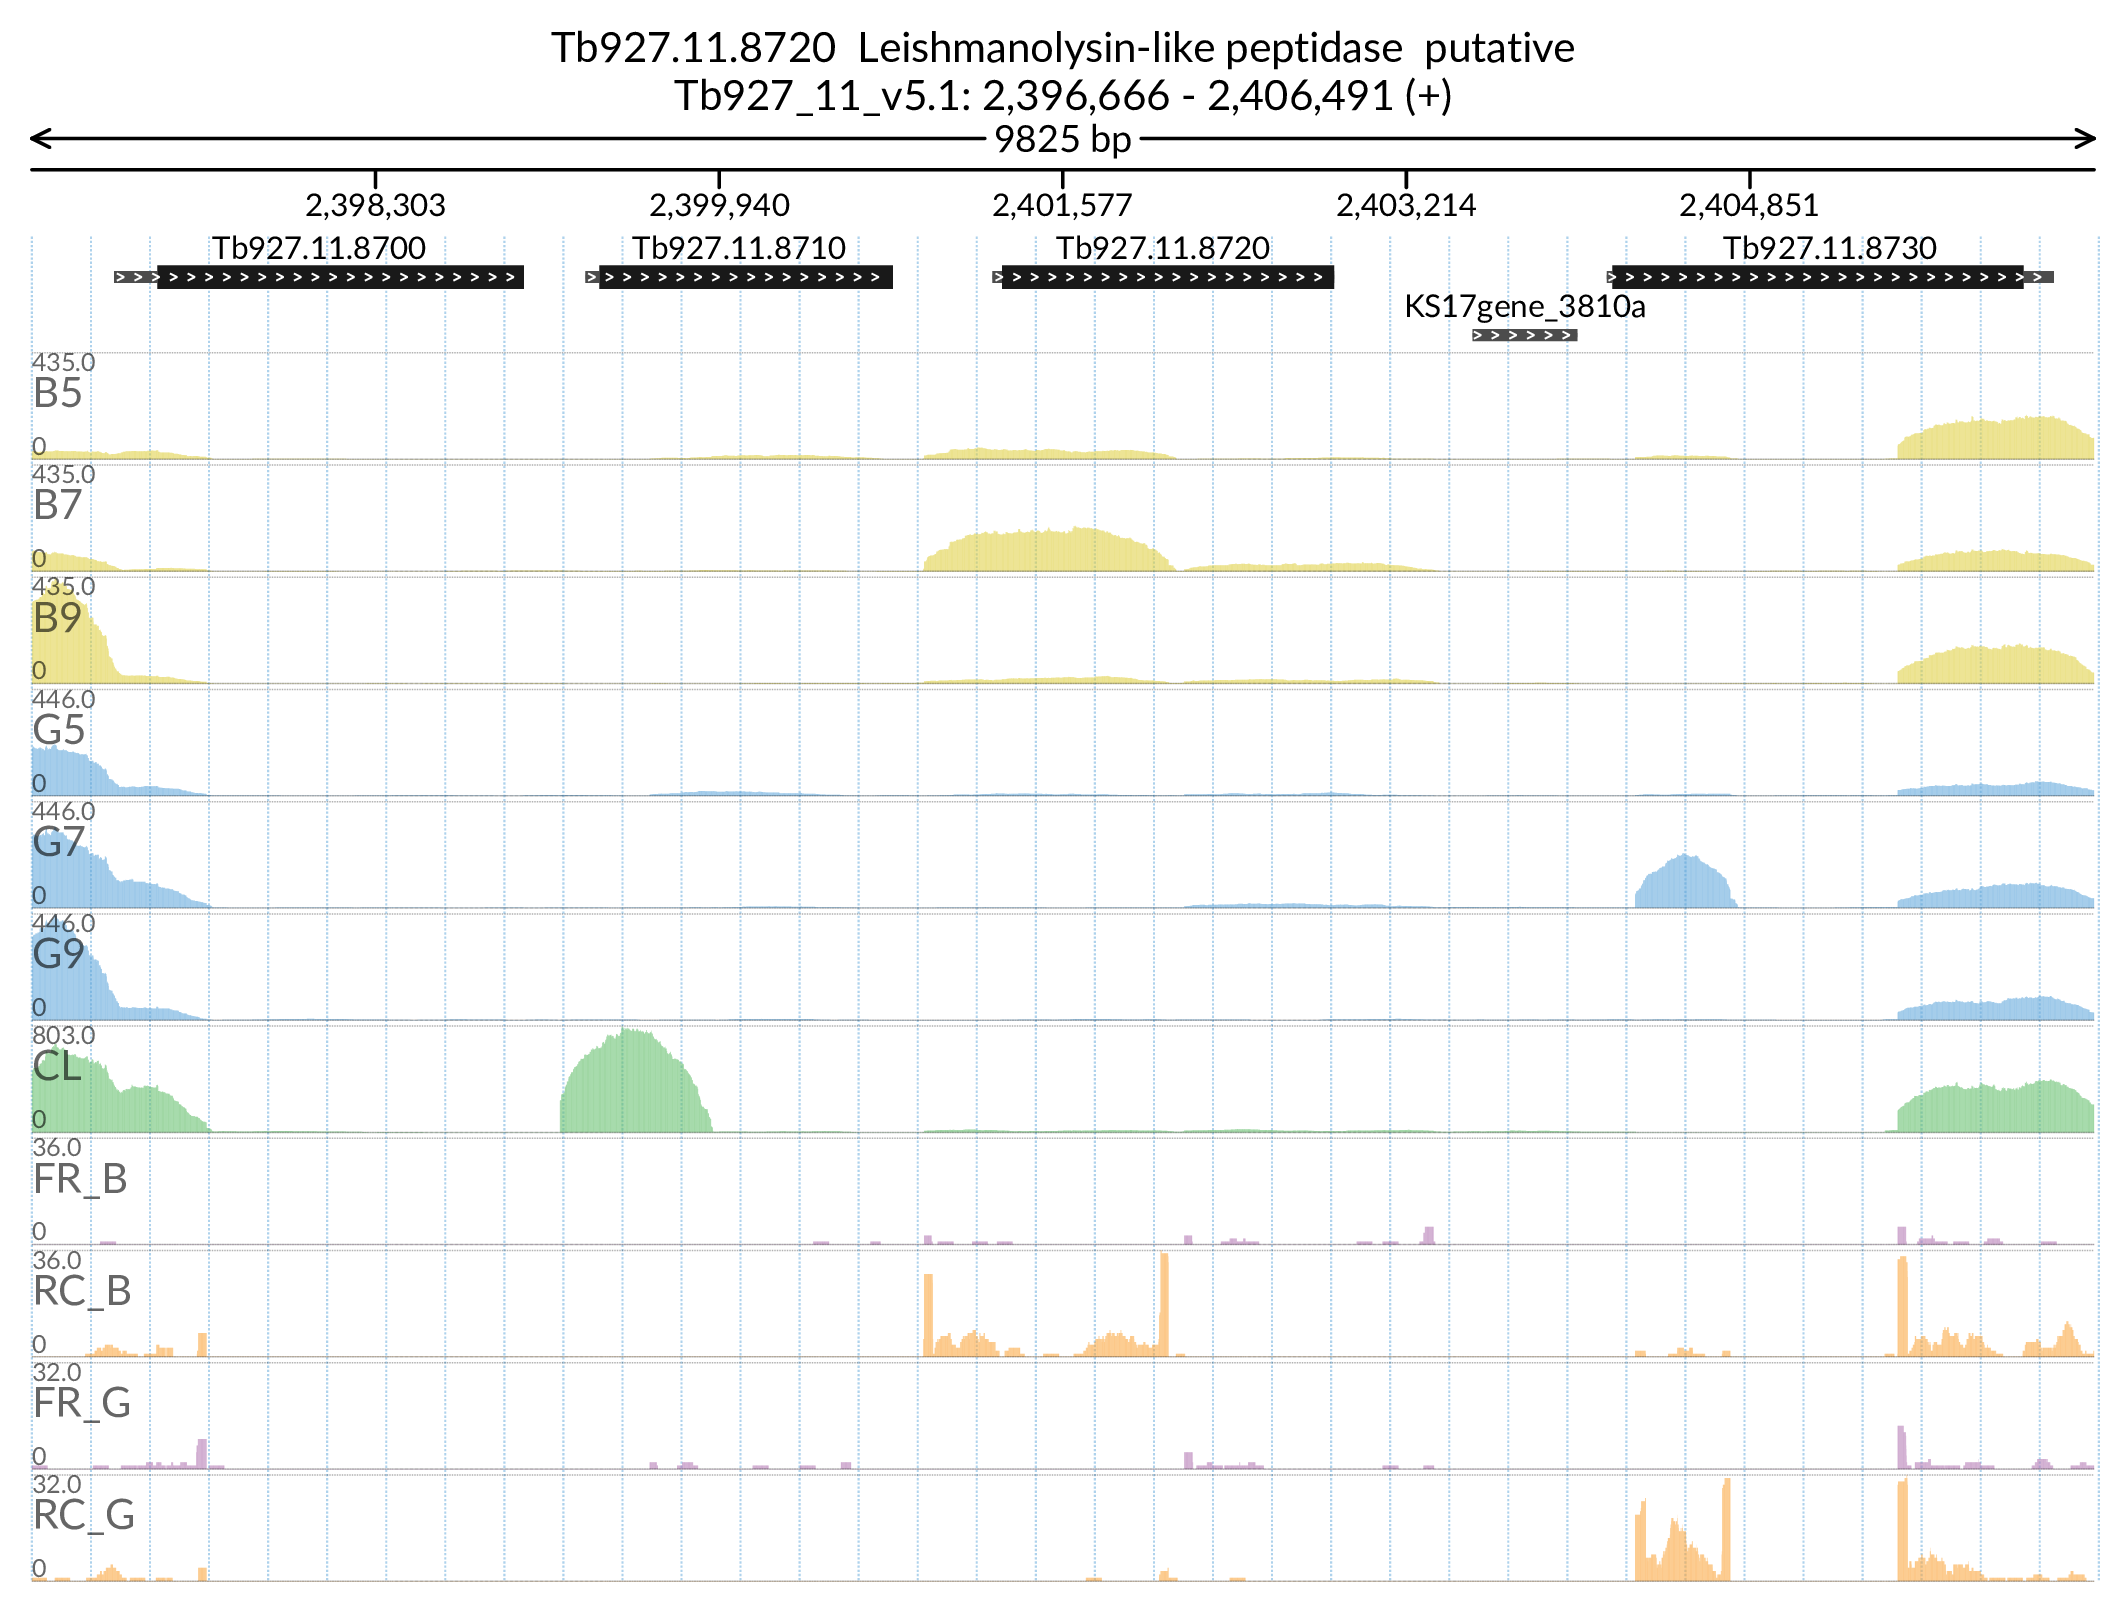 Tb927.11.8720 Leishmanolysin-like peptidase putative
Tb927_11_v5.1: 2,396,666 - 2,406,491 (+)
9825 bp
2,398,303 2,399,940 2,401,577 2,403,214 2,404,851
Tb927.11.8700 Tb927.11.8710 Tb927.11.8720 Tb927.11.8730
KS17gene_3810a
435.0
B5
0
435.0
B7
0
435.0
B9
0
446.0
G5
0
446.0
G7
0
446.0
G9
0
803.0
CL
0
36.0
FR_B
0
36.0
RC_B
0
32.0
FR_G
0
32.0
RC_G
0